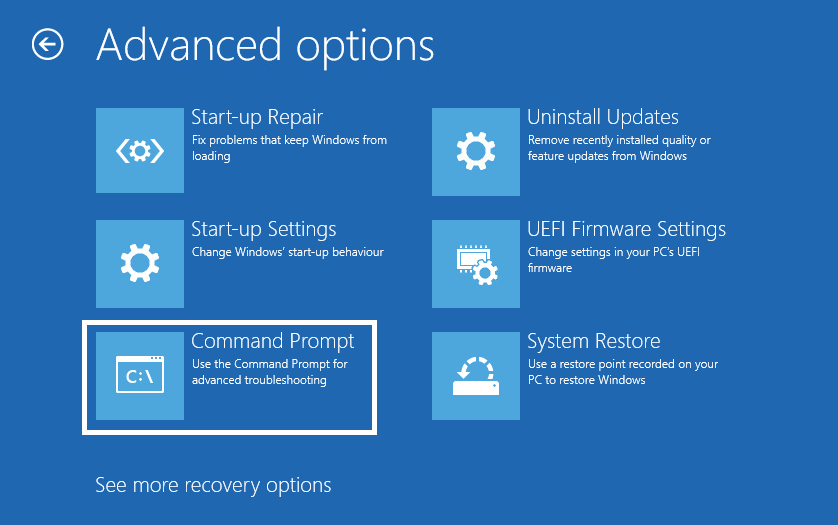 Advanced options
Start-up Repair
Fix problems that keep Windows from
loading
Uninstall Updates
Remove recently installed quality or
feature updates from Windows
Start-up Settings
Change Windows' start-up behaviour
UEFI Firmware Settings
Change settings in your PC's UEFI
firmware
Command Prompt
Use the Command Prompt for
advanced troubleshooting
C:\
System Restore
Use a restore point recorded on your
PC to restore Windows
See more recovery options